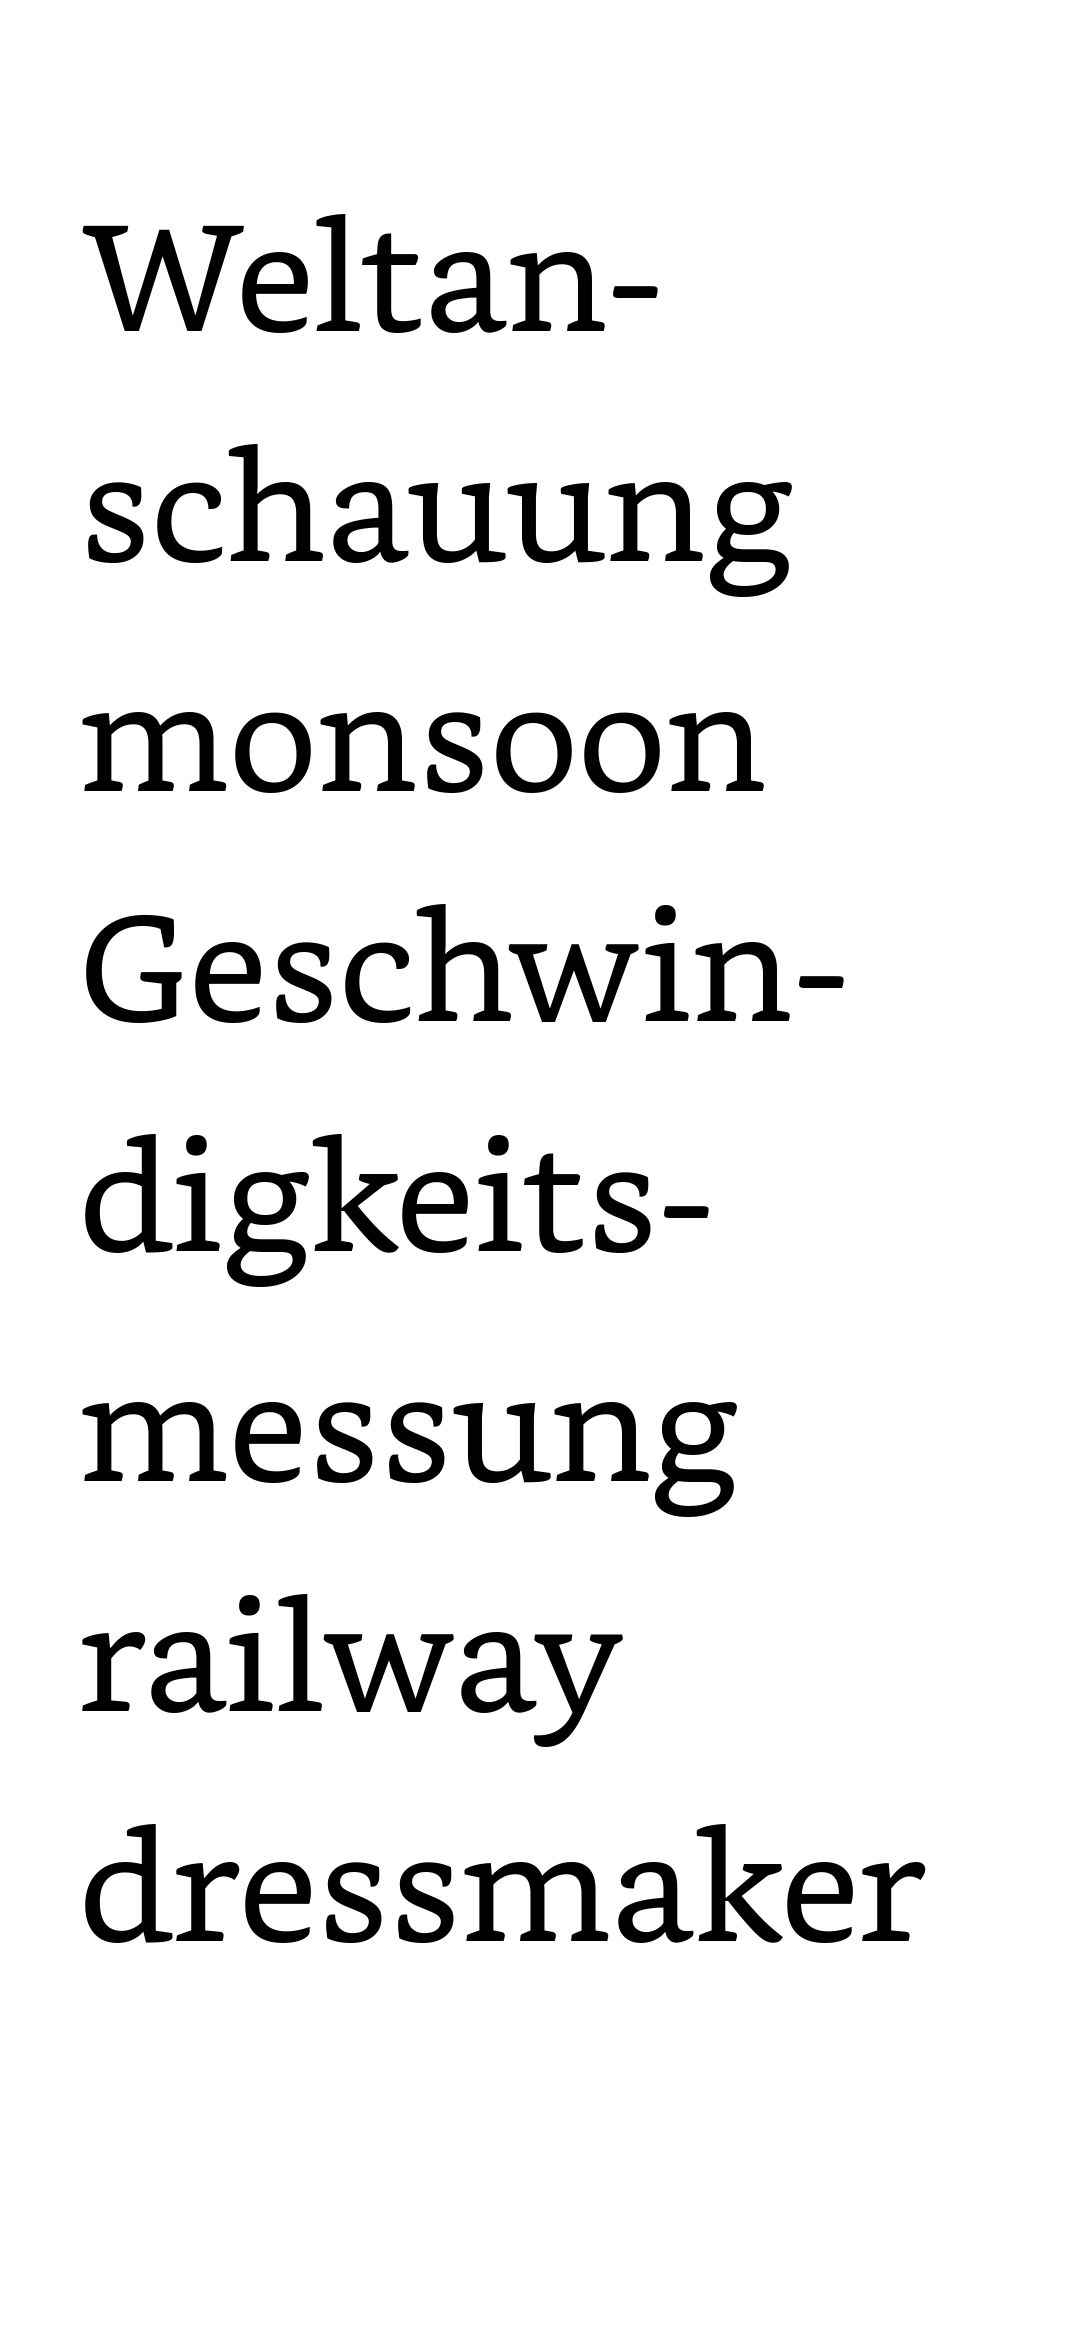 Weltan-
schauung
monsoon
Geschwin-
digkeits-
messung
railway
dressmaker